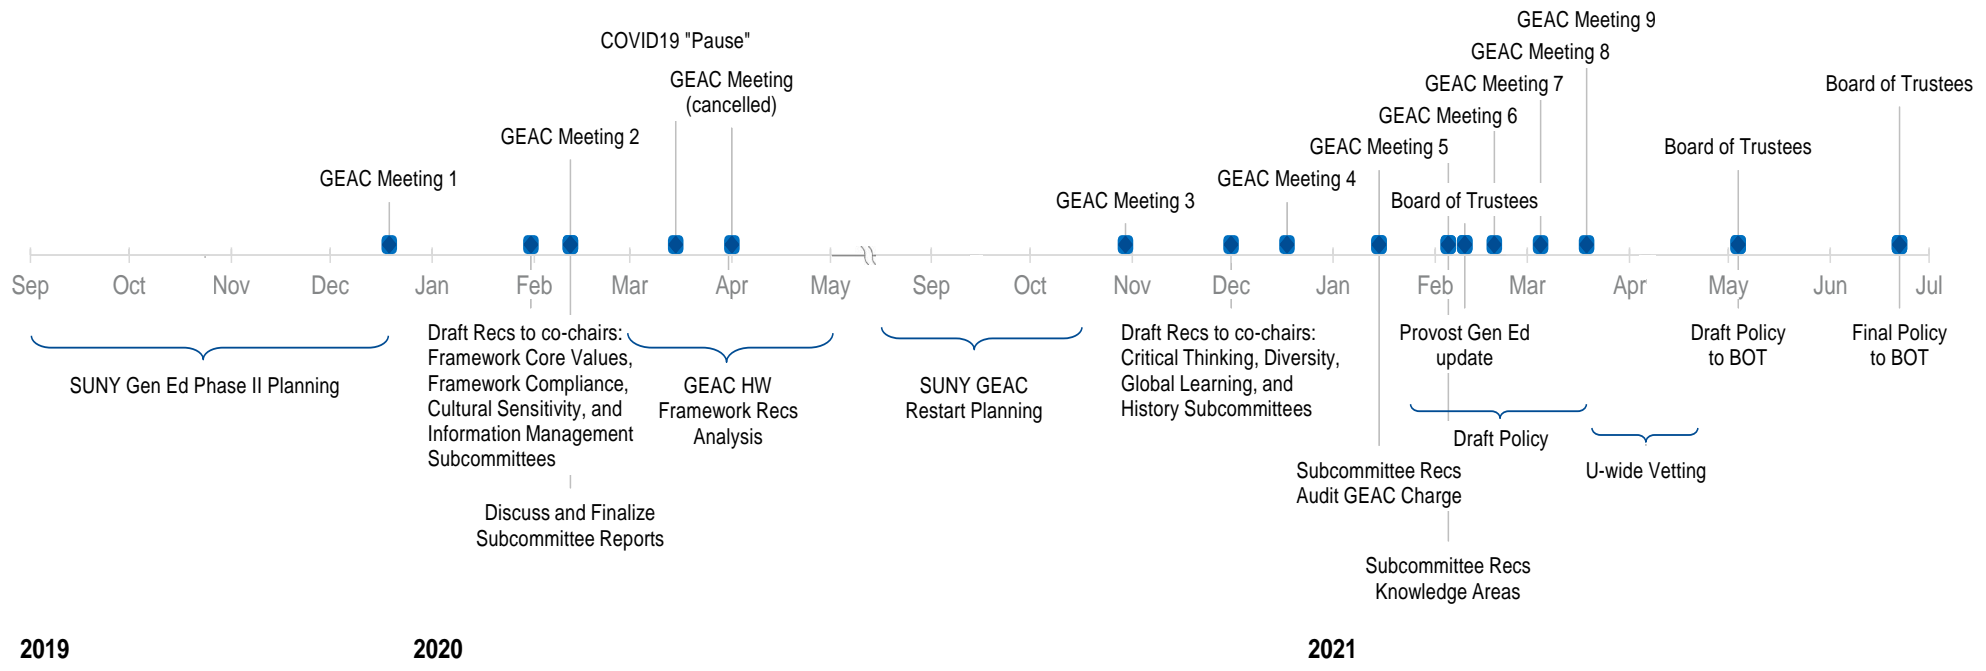 GEAC Meeting 9
COVID19 "Pause"
GEAC Meeting 8
GEAC Meeting
(cancelled)
GEAC Meeting 7
Board of Trustees
GEAC Meeting 6
GEAC Meeting 2
GEAC Meeting 5
Board of Trustees
GEAC Meeting 1
GEAC Meeting 4
GEAC Meeting 3
Board of Trustees
Sep Oct Nov Dec Jan Feb Mar Apr May Sep Oct Nov Dec Jan Feb Mar Apr May Jun Jul
SUNY Gen Ed Phase II Planning
Draft Recs to co-chairs:
Framework Core Values,
Framework Compliance,
Cultural Sensitivity, and
Information Management
Subcommittees
Discuss and Finalize
Subcommittee Reports
GEAC HW
Framework Recs
Analysis
SUNY GEAC
Restart Planning
Draft Recs to co-chairs:
Critical Thinking, Diversity,
Global Learning, and
History Subcommittees
Subcommittee Recs
Audit GEAC Charge
Provost Gen Ed
update
Draft Policy
Subcommittee Recs
Knowledge Areas
U-wide Vetting
Draft Policy
to BOT
Final Policy
to BOT
2019
2020
2021